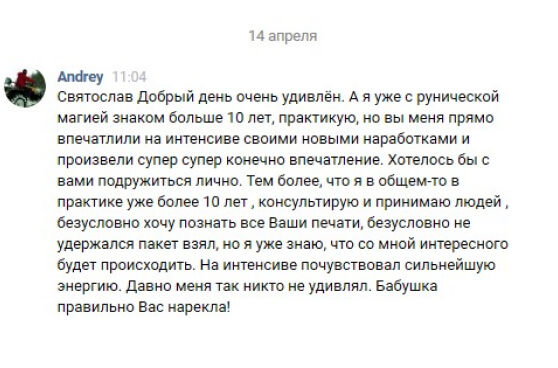 14 апреля
Andrey 11:04
Святослав Добрый день очень удивлён. А я уже с рунической
магией знаком больше 10 лет, практикую, но вы меня прямо
впечатлили на интенсиве своими новыми наработками и
произвели супер супер конечно впечатление. Хотелось бы с
вами подружиться лично. Тем более, что я в общем-то в
практике уже более 10 лет , консультирую и принимаю людей ,
безусловно хочу познать все Ваши печати, безусловно не
удержался пакет взял, но я уже знаю, что со мной интересного
будет происходить. На интенсиве почувствовал сильнейшую
энергию. Давно меня так никто не удивлял. Бабушка
правильно Вас нарекла!